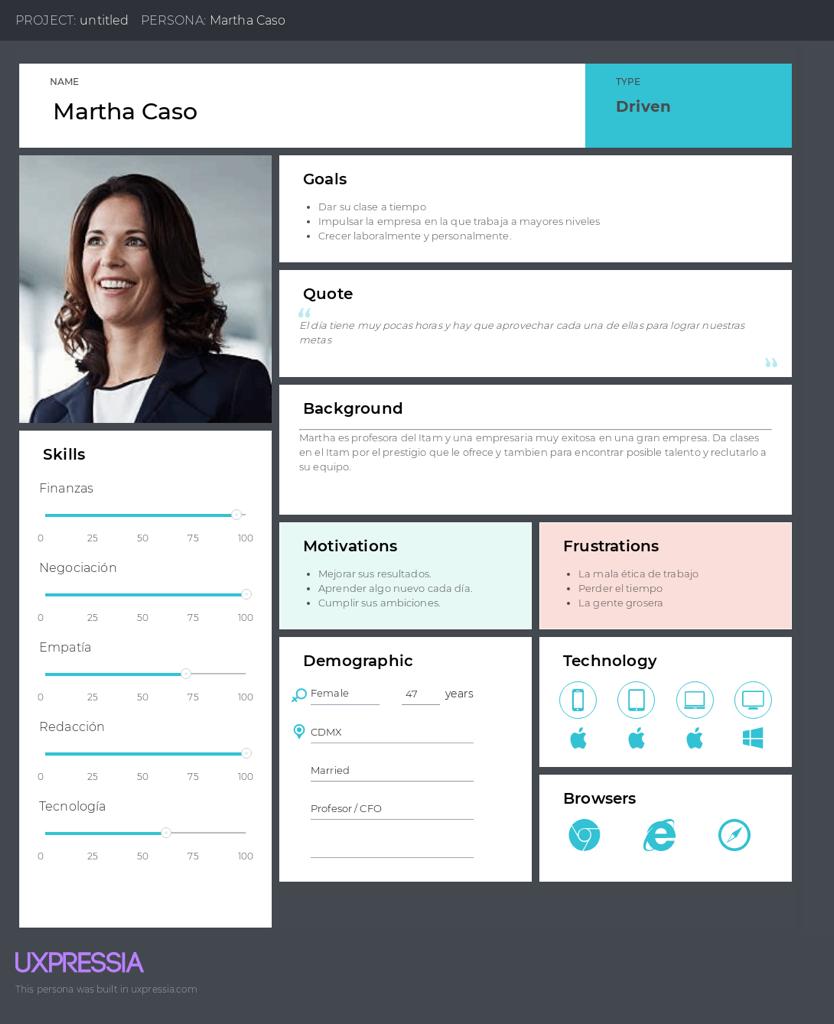 PROJECT: untitled PERSONA: Martha Caso
NAME
Martha Caso
TYPE
Driven
Goals
Dar su clase a tiempo
Impulsar la empresa en la que trabaja a mayores niveles
Crecer laboralmente y personalmente.
Quote
“
El día tiene muy pocas horas y hay que aprovechar cada una de ellas para lograr nuestras
metas
”
Background
Martha es profesora del Itam y una empresaria muy exitosa en una gran empresa. Da clases
en el Itam por el prestigio que le ofrece y tambien para encontrar posible talento y reclutarlo a
su equipo.
Skills
Finanzas
0 25 50 75 100
Negociación
0 25 50 75 100
Empatía
0 25 50 75 100
Redacción
0 25 50 75 100
Tecnología
0 25 50 75 100
Motivations
Mejorar sus resultados.
Aprender algo nuevo cada día.
Cumplir sus ambiciones.
Frustrations
La mala ética de trabajo
Perder el tiempo
La gente grosera
Demographic
Female 47 years
CDMX
Married
Profesor / CFO
Technology
Browsers
UXPRESSIA
This persona was built in uxpressia.com